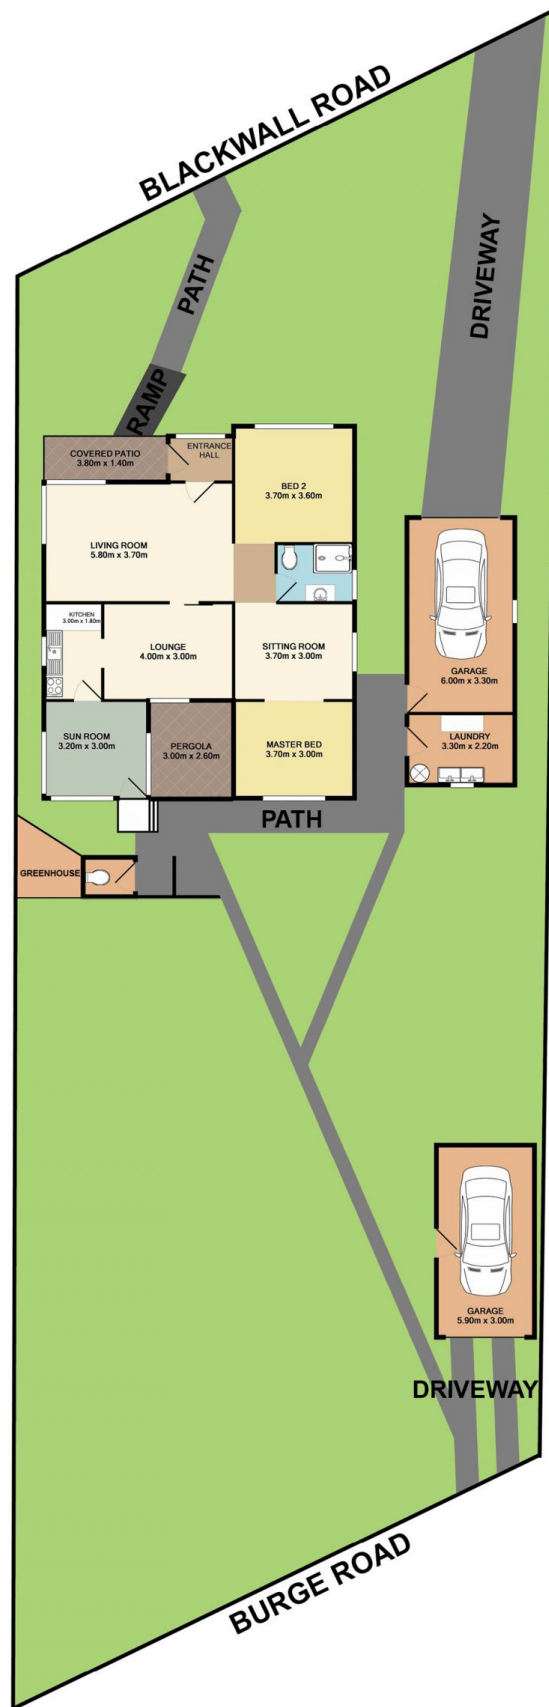 BLACKWALL ROAD
DRIVEWAY
PATH
RAMP
COVERED PATIO
3.80m x 1.40m
ENTRANCE
HALL
BED 2
3.70m x 3.60m
LIVING ROOM
5.80m x 3.70m
KITCHEN
3.00m x 1.80m
LOUNGE
4.00m x 3.00m
SITTING ROOM
3.70m x 3.00m
GARAGE
6.00m x 3.30m
SUN ROOM
3.20m x 3.00m
PERGOLA
3.00m x 2.60m
MASTER BED
3.70m x 3.00m
LAUNDRY
3.30m x 2.20m
PATH
GREENHOUSE
GARAGE
5.90m x 3.00m
DRIVEWAY
BURGE ROAD